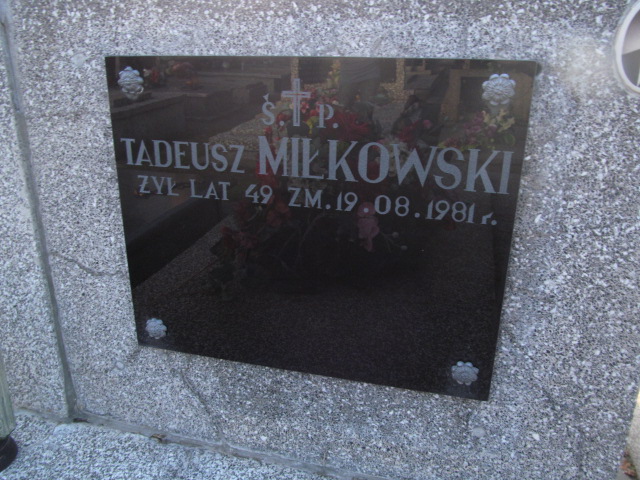 Ś P.
TADEUSZ MIŁKOWSKI
ŻYŁ LAT 49 ZM. 19.08.1981 r.